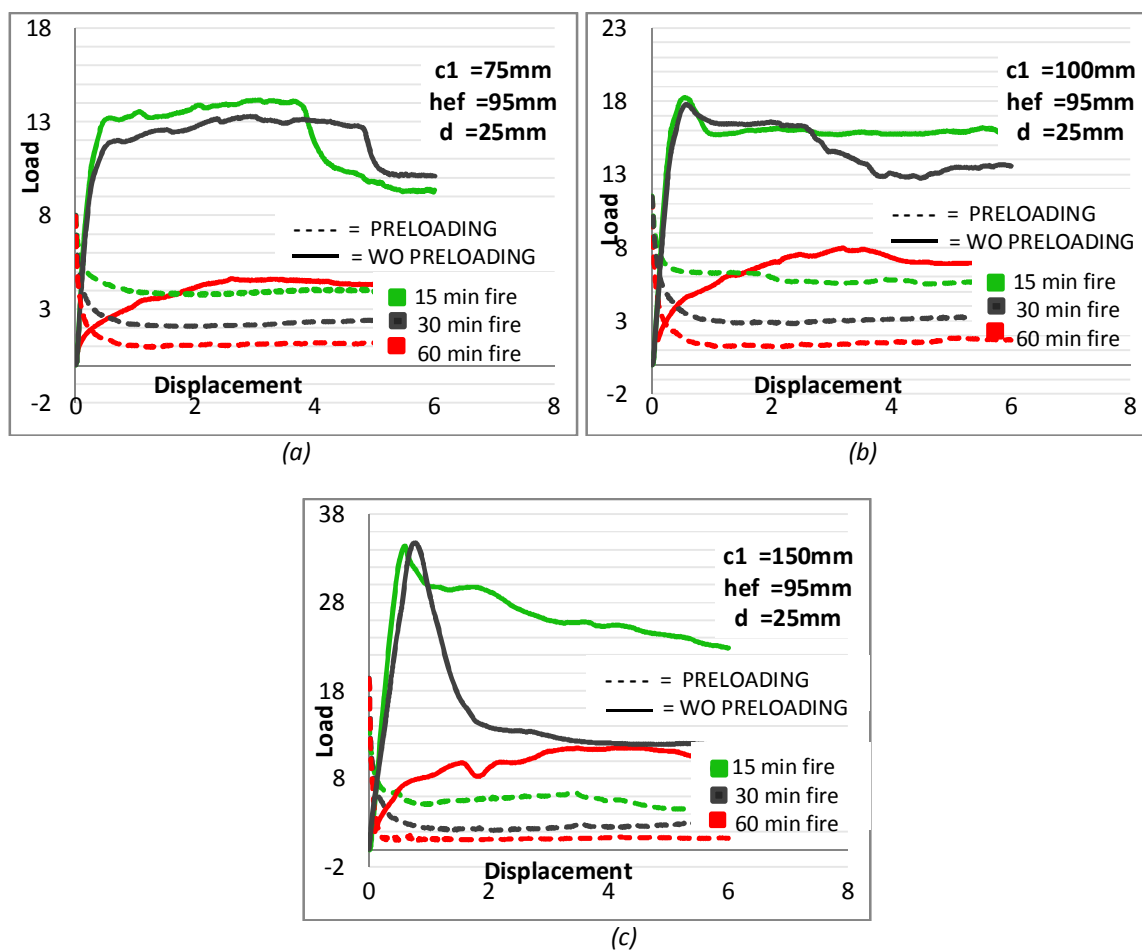 18
13
8
3
-2
Load
c1 =75mm
hef =95mm
d =25mm
= PRELOADING
= WO PRELOADING
15 min fire
30 min fire
60 min fire
Displacement
0 2 4 6 8
(a)
23
18
13
8
3
-2
Load
c1 =100mm
hef =95mm
d =25mm
= PRELOADING
= WO PRELOADING
15 min fire
30 min fire
60 min fire
Displacement
0 2 4 6 8
(b)
38
28
18
8
-2
Load
c1 =150mm
hef =95mm
d =25mm
= PRELOADING
= WO PRELOADING
15 min fire
30 min fire
60 min fire
Displacement
0 2 4 6 8
(c)